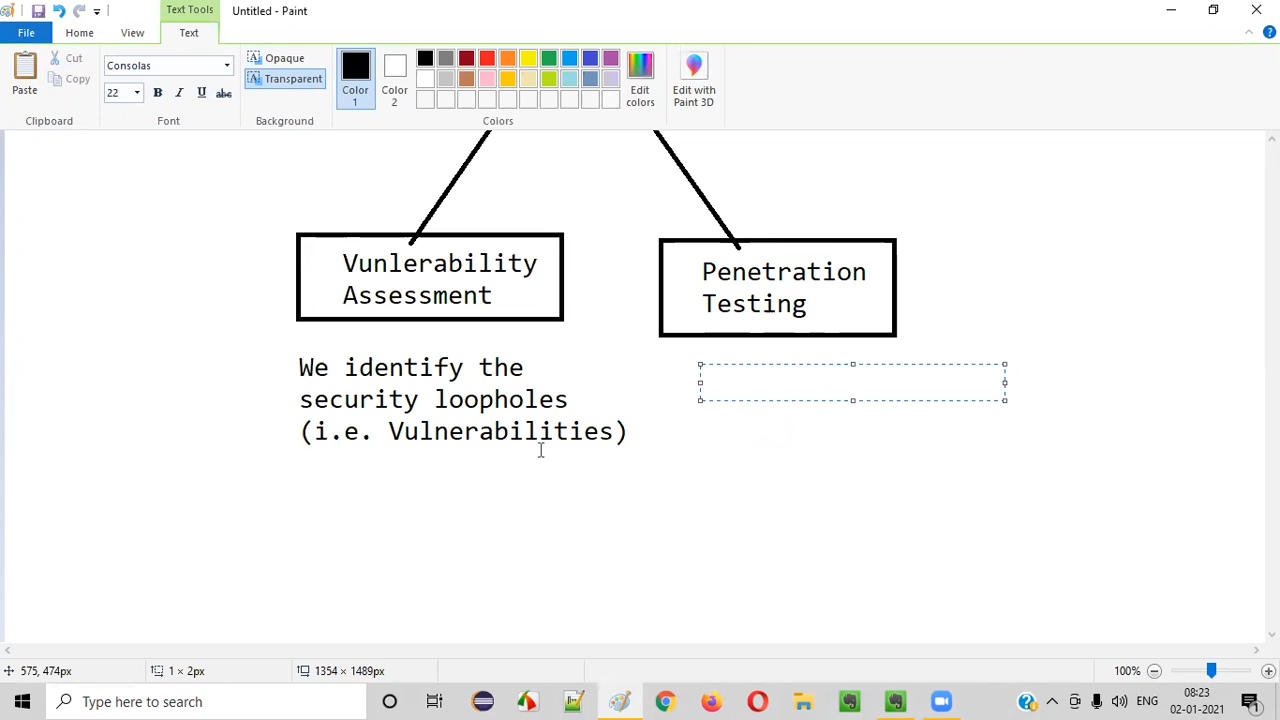 Text Tools
Untitled - Paint
File
Home
View
Text
Paste
Cut
Copy
Clipboard
Consolas
22
B
I
U
abc
Font
Opaque
Transparent
Background
Color
1
Color
2
Edit
colors
Colors
Edit with
Paint 3D
Vunlerability
Assessment
Penetration
Testing
We identify the
security loopholes
(i.e. Vulnerabilities)
575, 474px
1 × 2px
1354 × 1489px
100%
Type here to search
ENG
08:23
02-01-2021
1